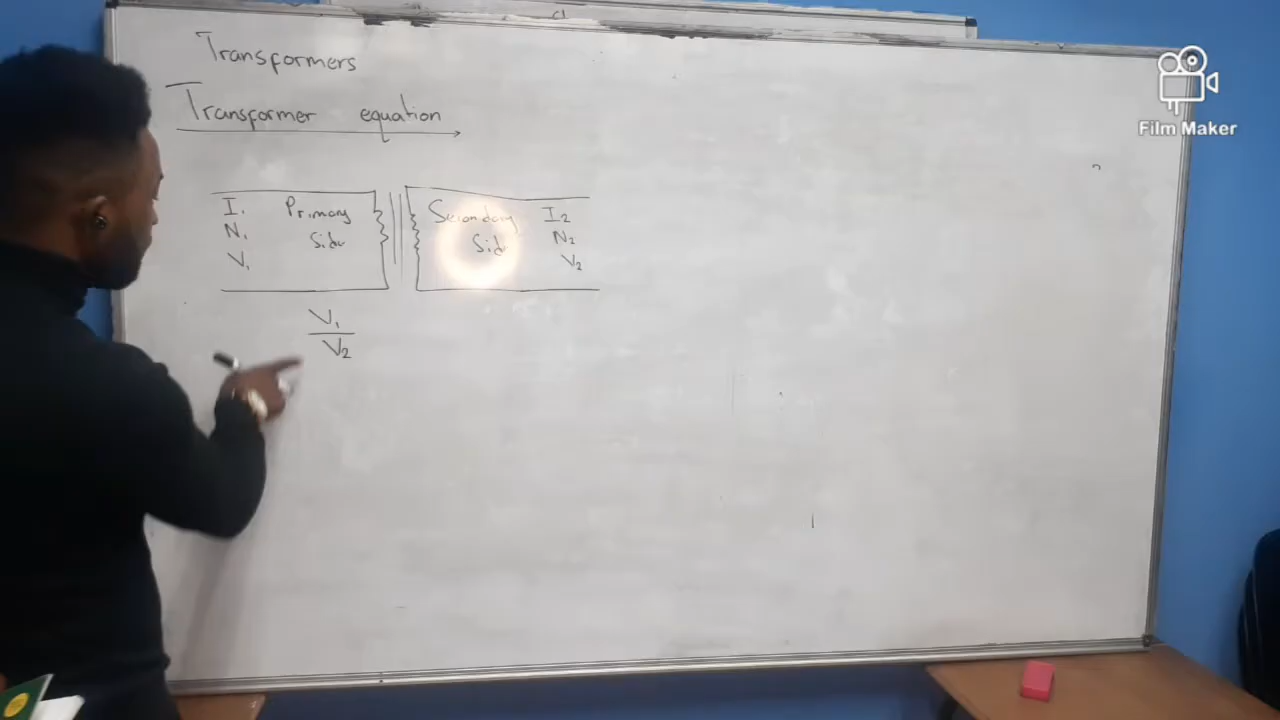 Transformers
Transformer equation
I₁ Primary Secondary I₂
N₁ Side Side N₂
V₁ V₂
V₁
V₂
Film Maker